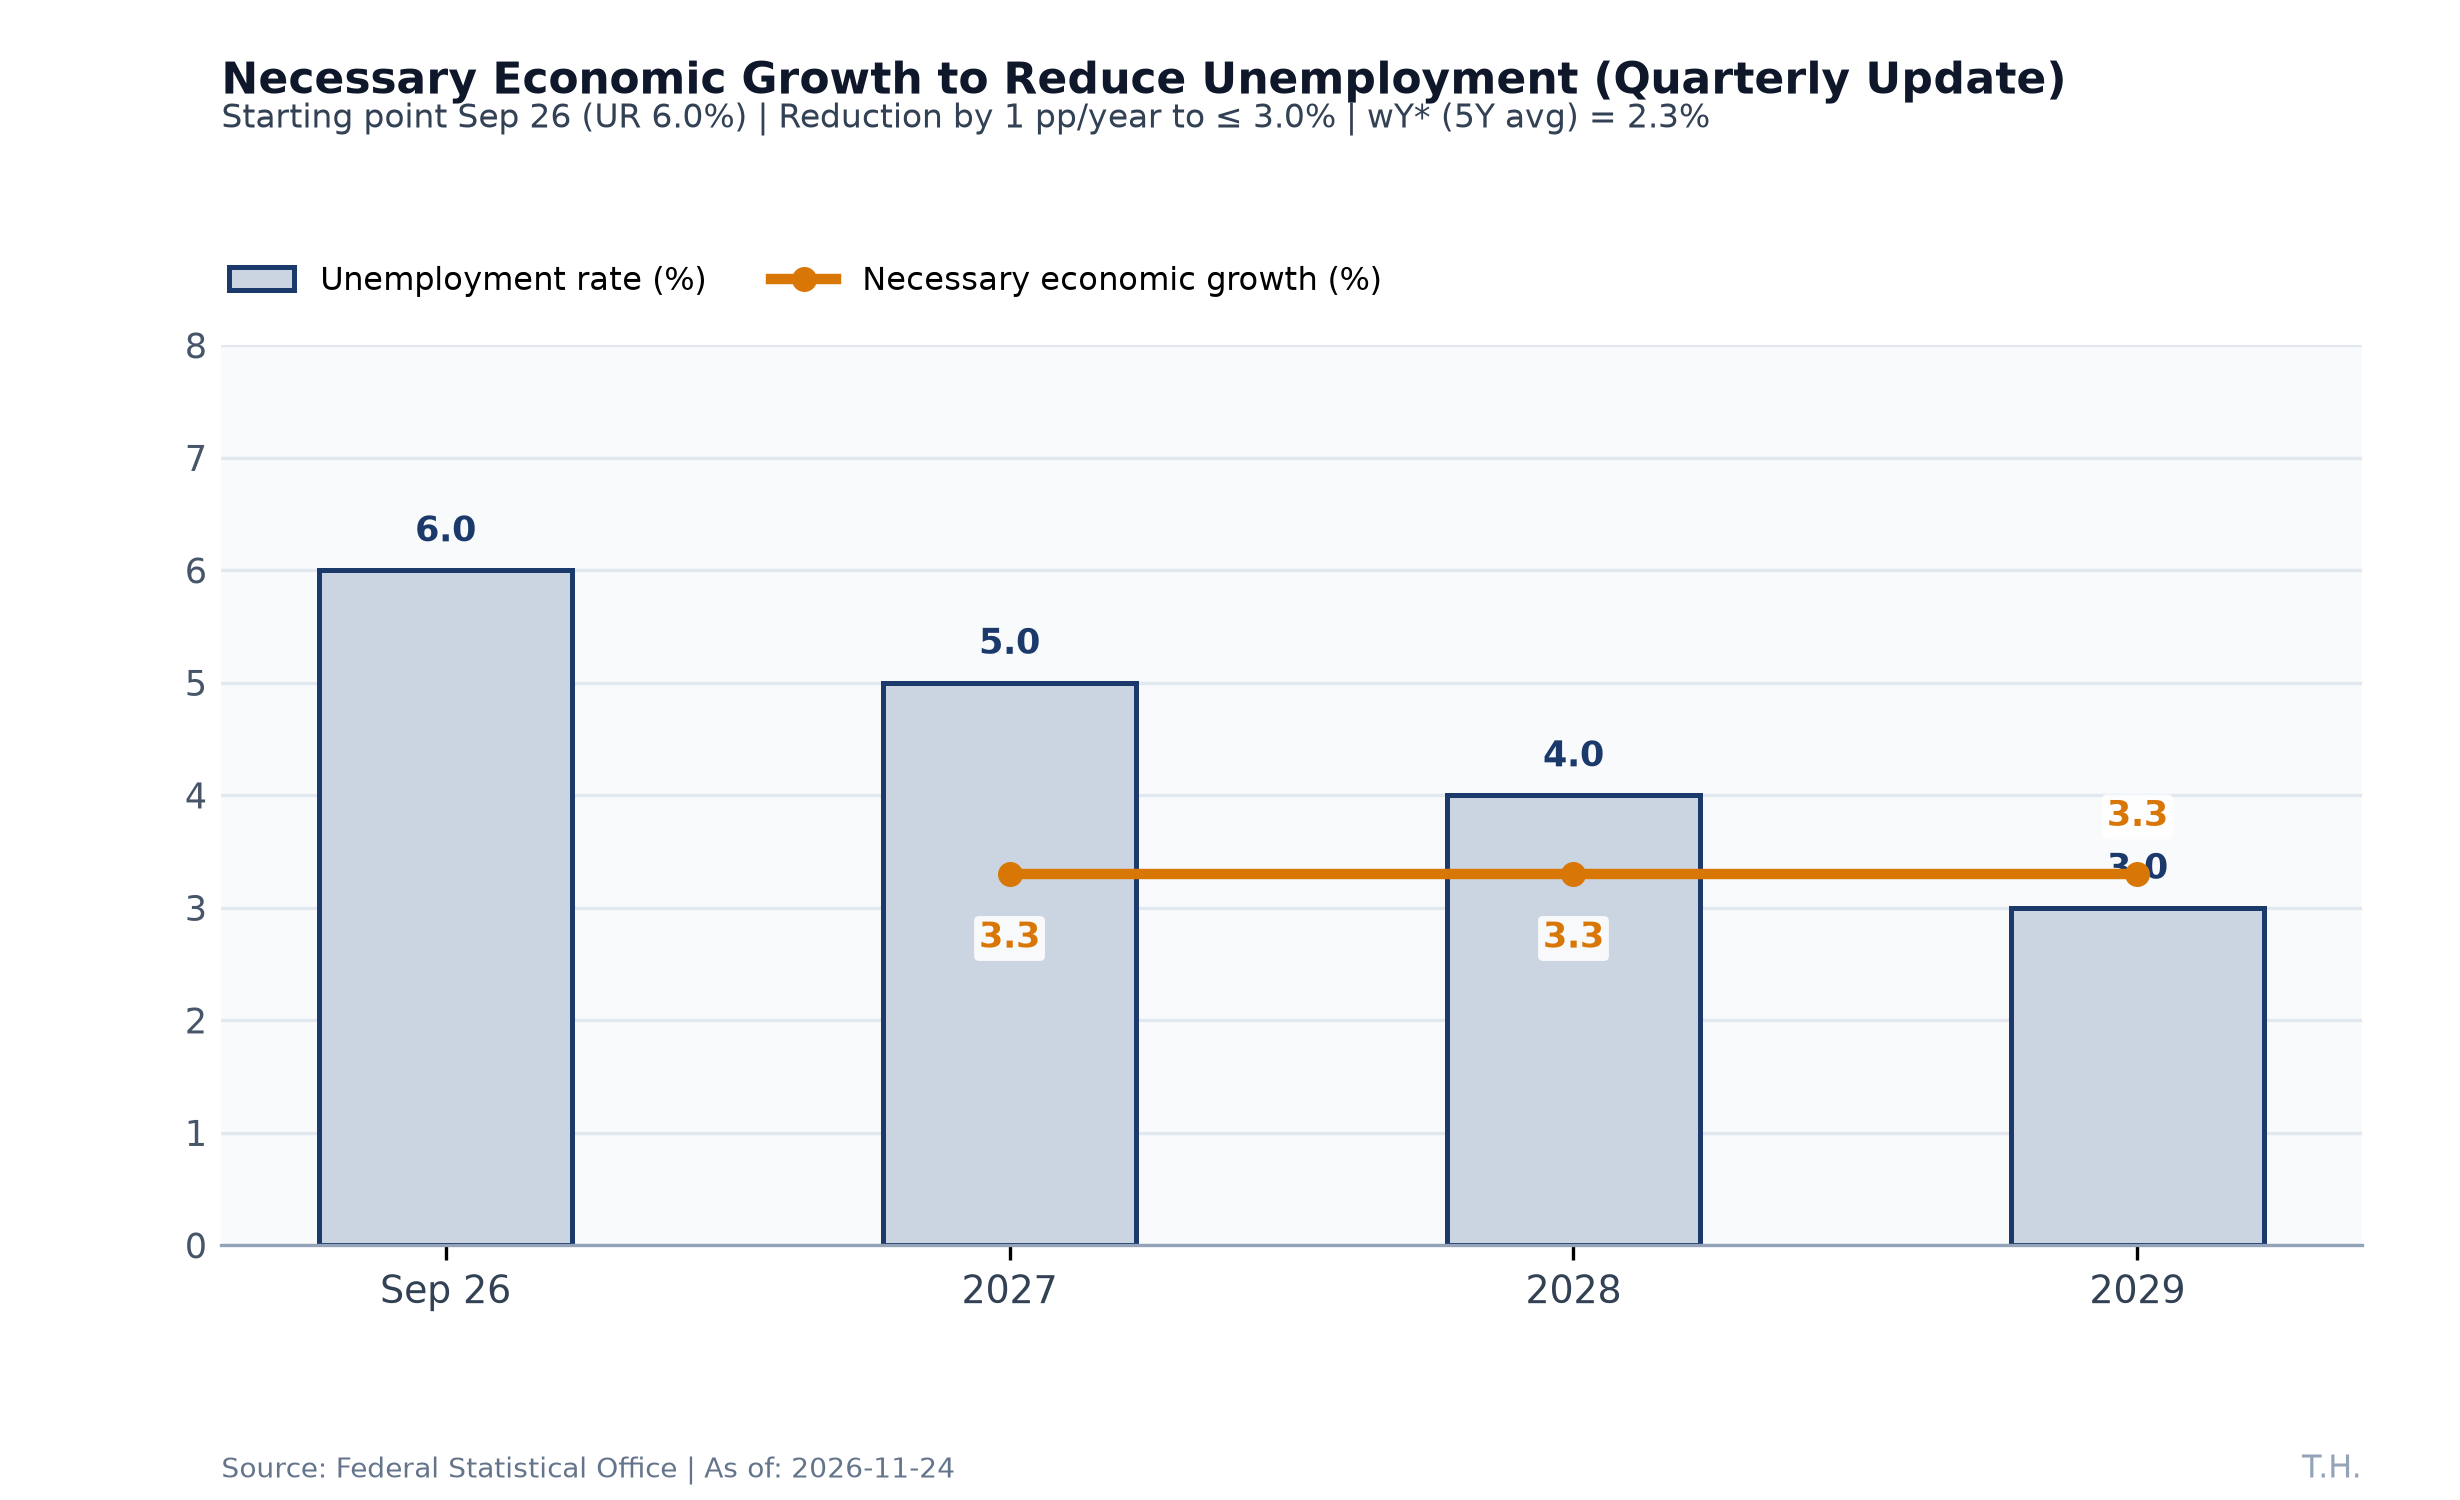 Necessary Economic Growth to Reduce Unemployment (Quarterly Update)
Starting point Sep 26 (UR 6.0%) | Reduction by 1 pp/year to ≤ 3.0% | wY* (5Y avg) = 2.3%
Unemployment rate (%)
Necessary economic growth (%)
8
7
6
5
4
3
2
1
0
6.0
5.0
4.0
3.3
3.0
3.3
3.3
Sep 26
2027
2028
2029
Source: Federal Statistical Office | As of: 2026-11-24
T.H.